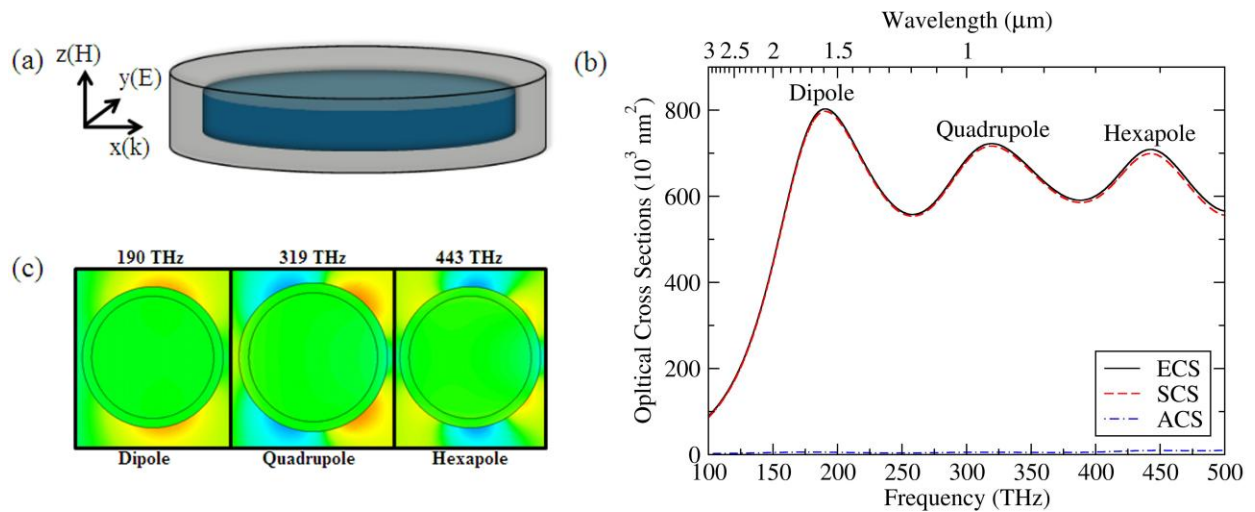 (a)
z(H)
y(E)
x(k)
(b)
Wavelength (μm)
3 2.5 2 1.5 1
Dipole
Quadrupole
Hexapole
Opltical Cross Sections (10³ nm²)
800
600
400
200
0
ECS
SCS
ACS
100 150 200 250 300 350 400 450 500
Frequency (THz)
(c)
190 THz 319 THz 443 THz
Dipole Quadrupole Hexapole